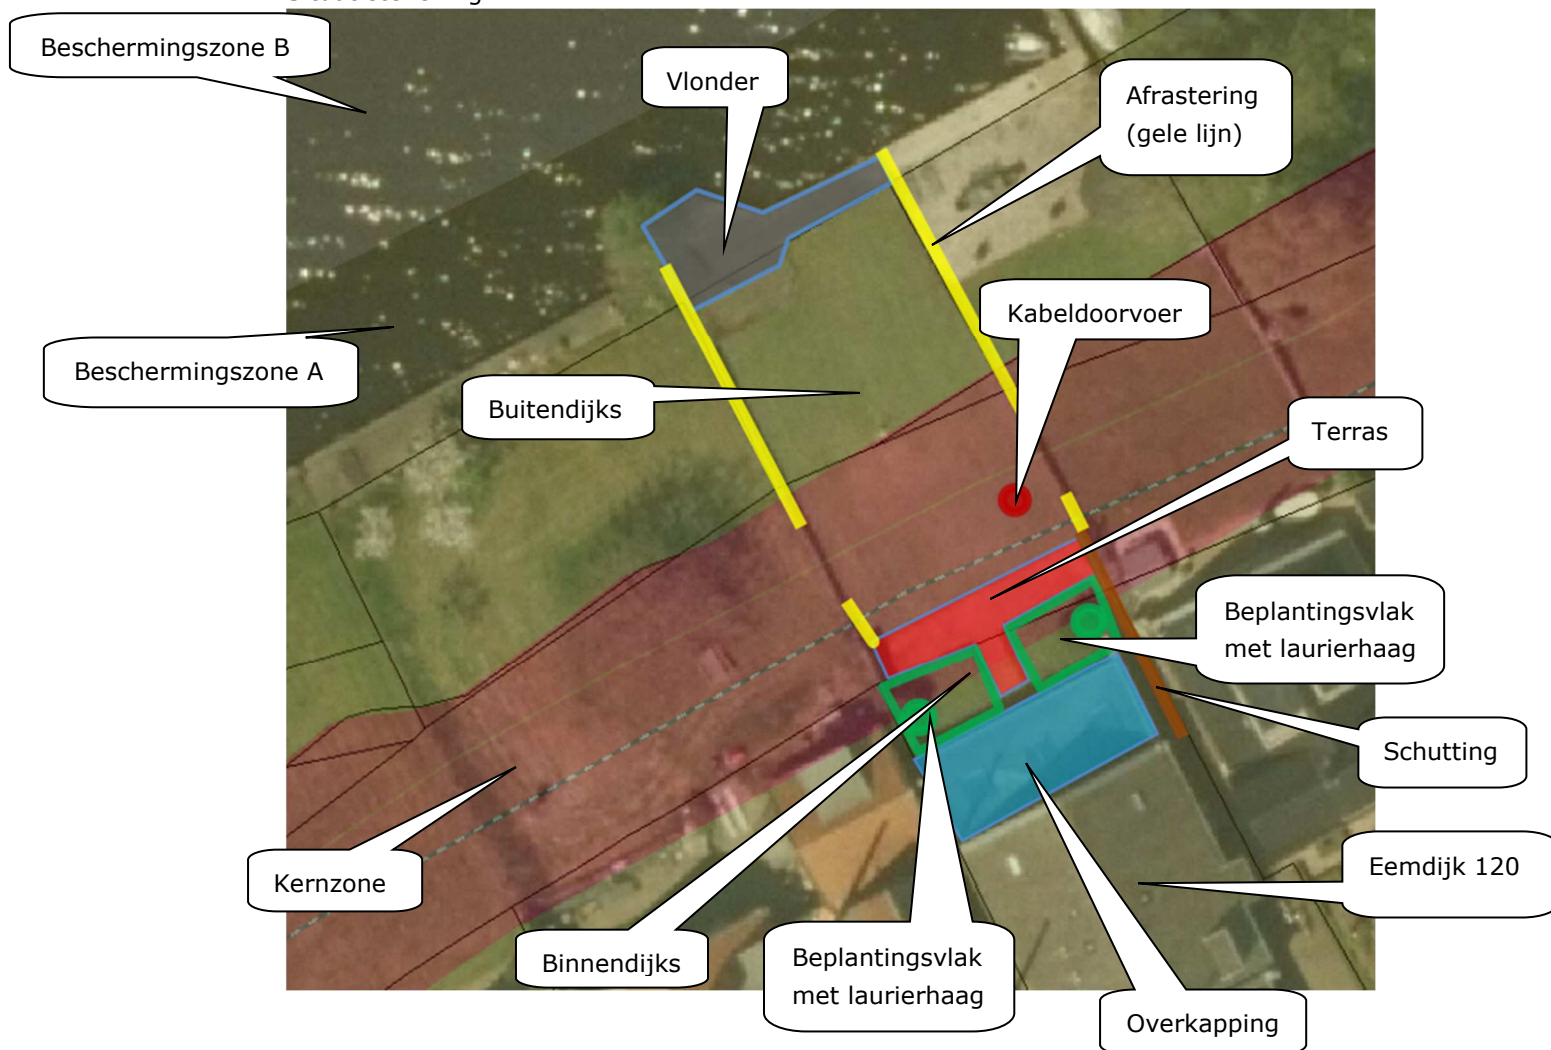 Beschermingszone B
Vlonder
Afrastering
(gele lijn)
Kabeldoorvoer
Beschermingszone A
Buitendijks
Terras
Beplantingsvlak
met laurierhaag
Schutting
Kernzone
Eemdijk 120
Binnendijks
Beplantingsvlak
met laurierhaag
Overkapping